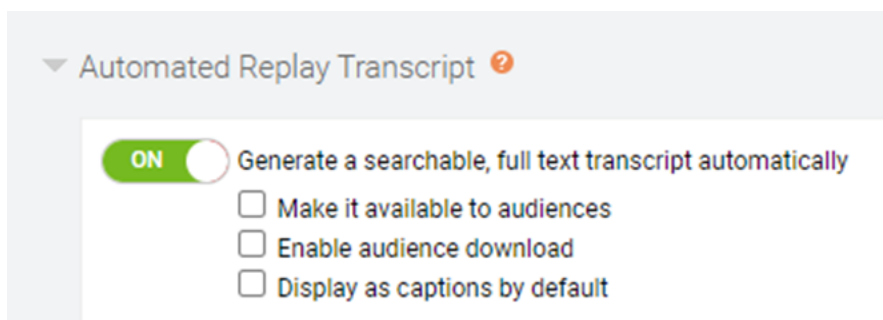 Automated Replay Transcript ?
ON Generate a searchable, full text transcript automatically
Make it available to audiences
Enable audience download
Display as captions by default